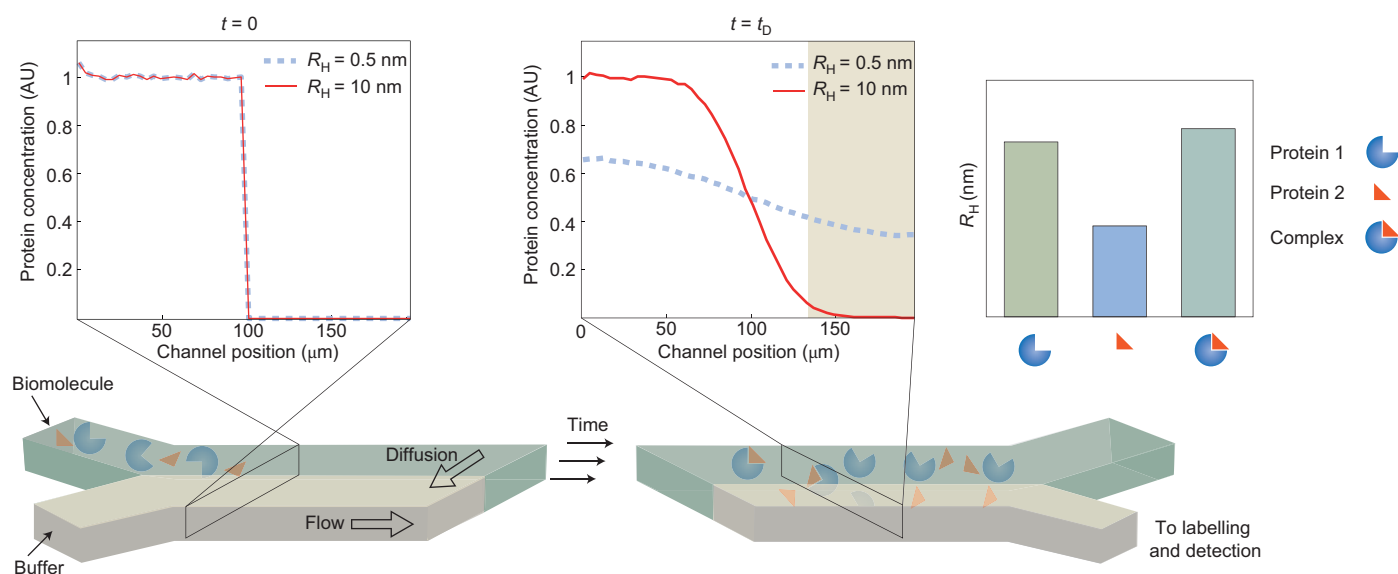 t = 0
R_H = 0.5 nm
R_H = 10 nm
Protein concentration (AU)
1
0.8
0.6
0.4
0.2
50
100
150
Channel position (μm)
t = t_D
R_H = 0.5 nm
R_H = 10 nm
Protein concentration (AU)
1
0.8
0.6
0.4
0.2
0
50
100
150
Channel position (μm)
R_H (nm)
Protein 1
Protein 2
Complex
Biomolecule
Diffusion
Flow
Buffer
Time
To labelling
and detection